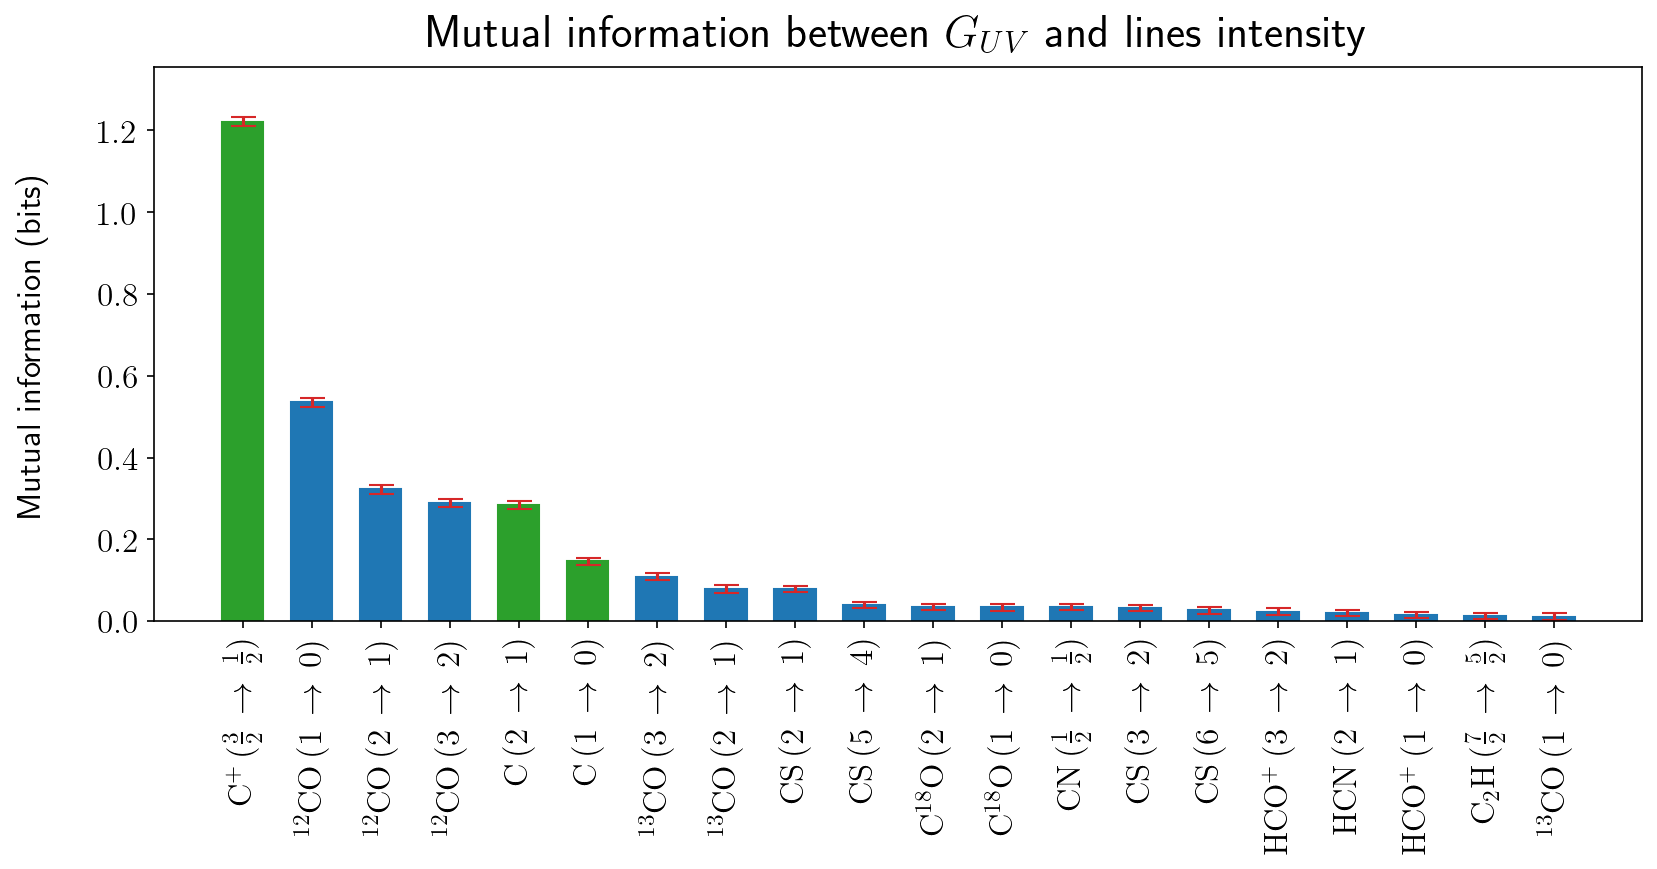 Mutual information between G_UV and lines intensity
Mutual information (bits)
1.2
1.0
0.8
0.6
0.4
0.2
0.0
C⁺ (3/2 → 1/2)
¹²CO (1 → 0)
¹²CO (2 → 1)
¹²CO (3 → 2)
C (2 → 1)
C (1 → 0)
¹³CO (3 → 2)
¹³CO (2 → 1)
CS (2 → 1)
CS (5 → 4)
C¹⁸O (2 → 1)
C¹⁸O (1 → 0)
CN (1/2 → 1/2)
CS (3 → 2)
CS (6 → 5)
HCO⁺ (3 → 2)
HCN (2 → 1)
HCO⁺ (1 → 0)
C₂H (7/2 → 5/2)
¹³CO (1 → 0)